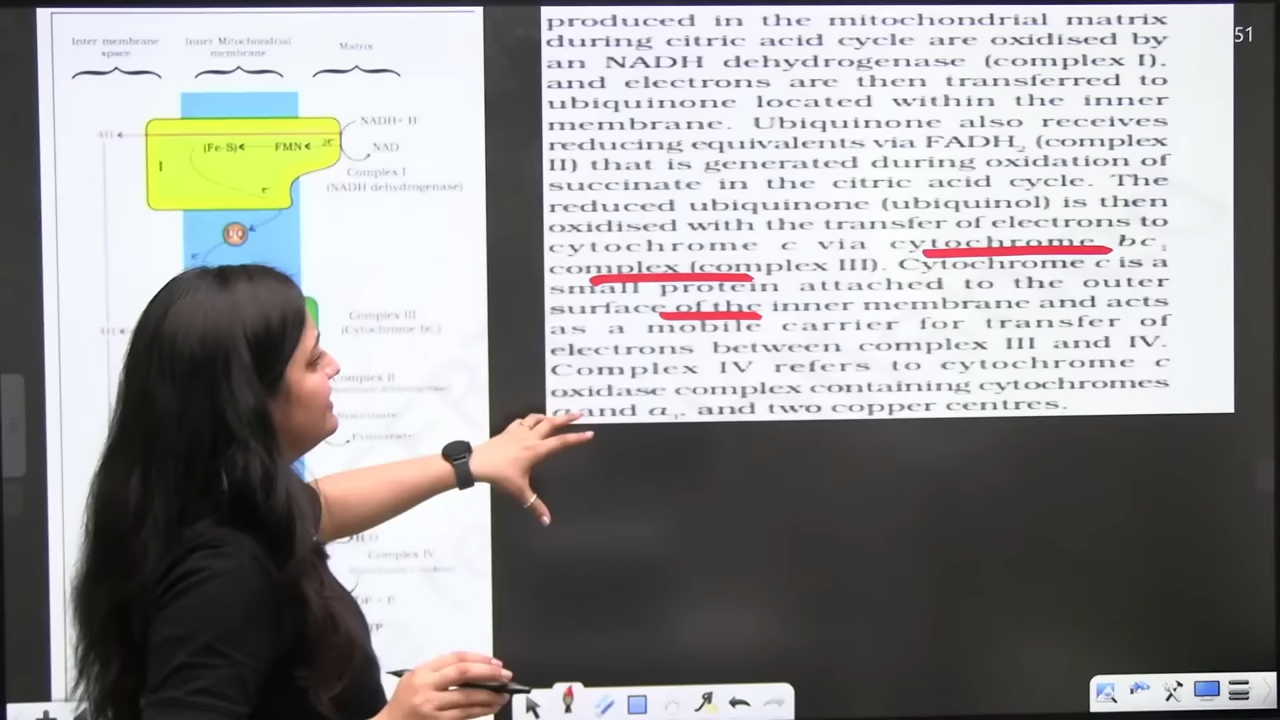 Inter membrane space
Inner Mitochondrial membrane
Matrix
NADH+ H
4H
(Fe-S)
FMN
2e
NAD
I
Complex I
(NADH dehydrogenase)
e
UQ
Complex III
(Cytochrome bc1)
Complex II
Fumarate
H2O
Complex IV
produced in the mitochondrial matrix
during citric acid cycle are oxidised by
an NADH dehydrogenase (complex I),
and electrons are then transferred to
ubiquinone located within the inner
membrane. Ubiquinone also receives
reducing equivalents via FADH2 (complex
II) that is generated during oxidation of
succinate in the citric acid cycle. The
reduced ubiquinone (ubiquinol) is then
oxidised with the transfer of electrons to
cytochrome c via cytochrome bc1
complex (complex III). Cytochrome c is a
small protein attached to the outer
surface of the inner membrane and acts
as a mobile carrier for transfer of
electrons between complex III and IV.
Complex IV refers to cytochrome c
oxidase complex containing cytochromes
a and a3, and two copper centres.
51